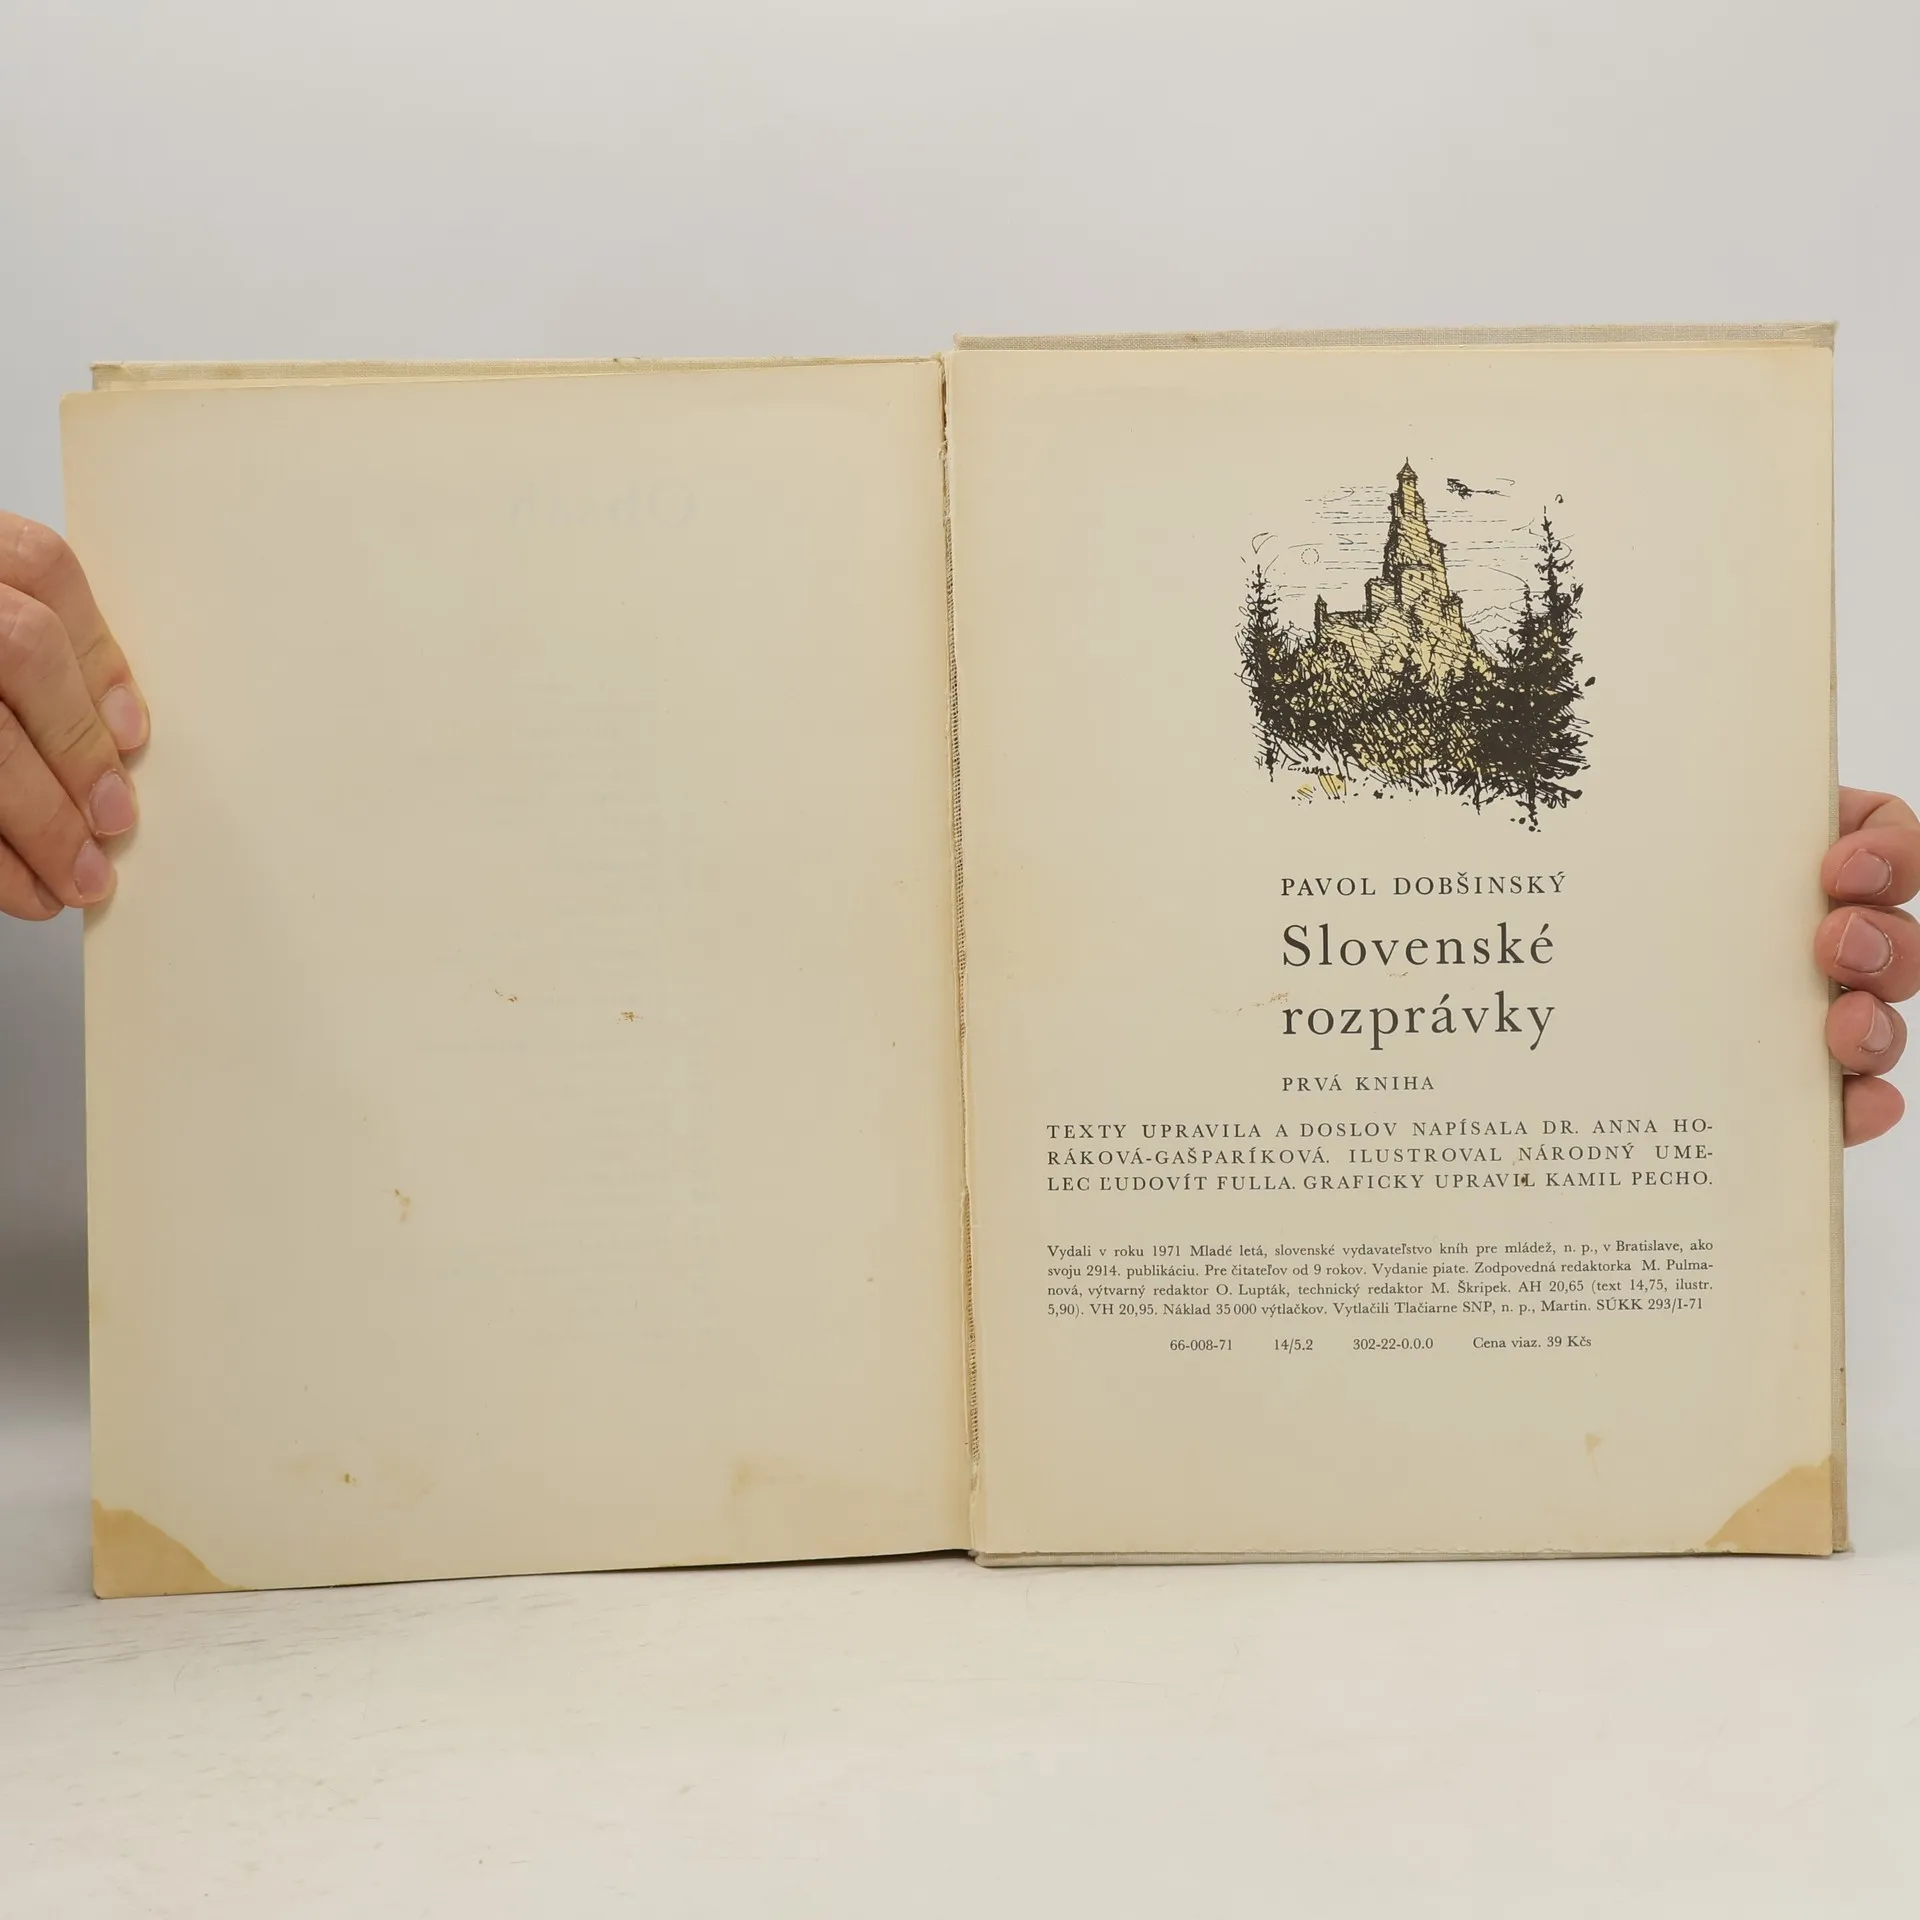 PAVOL DOBŠINSKÝ
Slovenské
rozprávky
PRVÁ KNIHA
TEXTY UPRAVILA A DOSLOV NAPÍSALA DR. ANNA HO-
RÁKOVÁ-GAŠPARÍKOVÁ. ILUSTROVAL NÁRODNÝ UME-
LEC ĽUDOVÍT FULLA. GRAFICKY UPRAVIL KAMIL PECHO.
Vydali v roku 1971 Mladé letá, slovenské vydavateľstvo kníh pre mládež, n. p., v Bratislave, ako
svoju 2914. publikáciu. Pre čitateľov od 9 rokov. Vydanie piate. Zodpovedná redaktorka M. Pulma-
nová, výtvarný redaktor O. Lupták, technický redaktor M. Škripek. AH 20,65 (text 14,75, ilustr.
5,90). VH 20,95. Náklad 35 000 výtlačkov. Vytlačili Tlačiarne SNP, n. p., Martin. SÚKK 293/I-71
66-008-71 14/5.2 302-22-0.0.0 Cena viaz. 39 Kčs